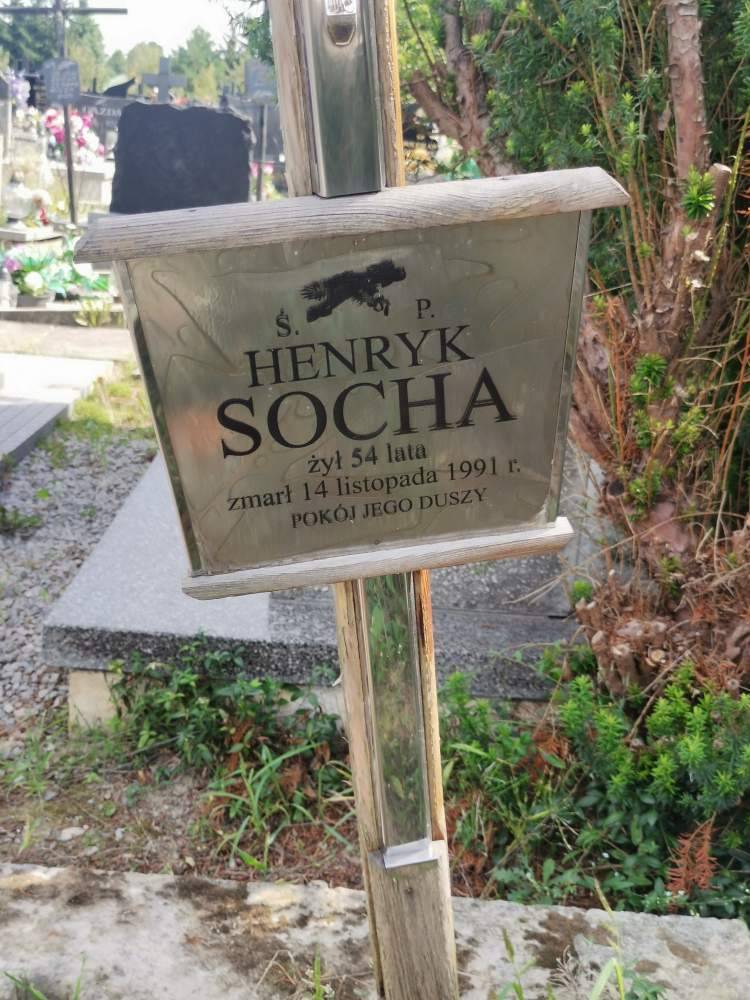 Ś. P.
HENRYK
SOCHA
żył 54 lata
zmarł 14 listopada 1991 r.
POKÓJ JEGO DUSZY